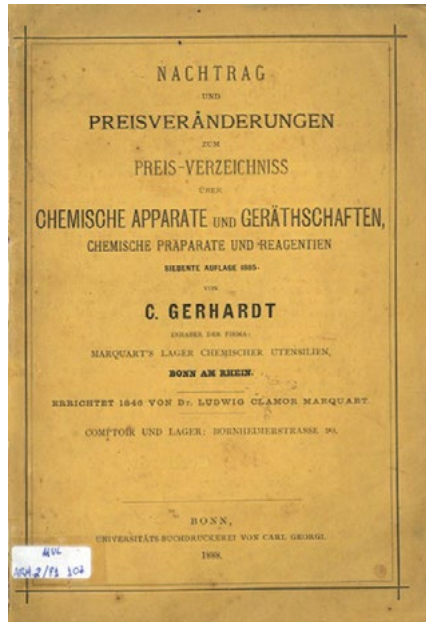 NACHTRAG
UND
PREISVERÄNDERUNGEN
ZUM
PREIS-VERZEICHNISS
ÜBER
CHEMISCHE APPARATE UND GERÄTHSCHAFTEN,
CHEMISCHE PRÄPARATE UND REAGENTIEN
SIEBENTE AUFLAGE 1885.
VON
C. GERHARDT
INHABER DER FIRMA:
MARQUART'S LAGER CHEMISCHER UTENSILIEN,
BONN AM RHEIN.
ERRICHTET 1846 VON Dr. LUDWIG CLAMOR MARQUART.
COMPTOIR UND LAGER: BORNHEIMERSTRASSE 90.
BONN,
UNIVERSITÄTS-BUCHDRUCKEREI VON CARL GEORGI.
1888.